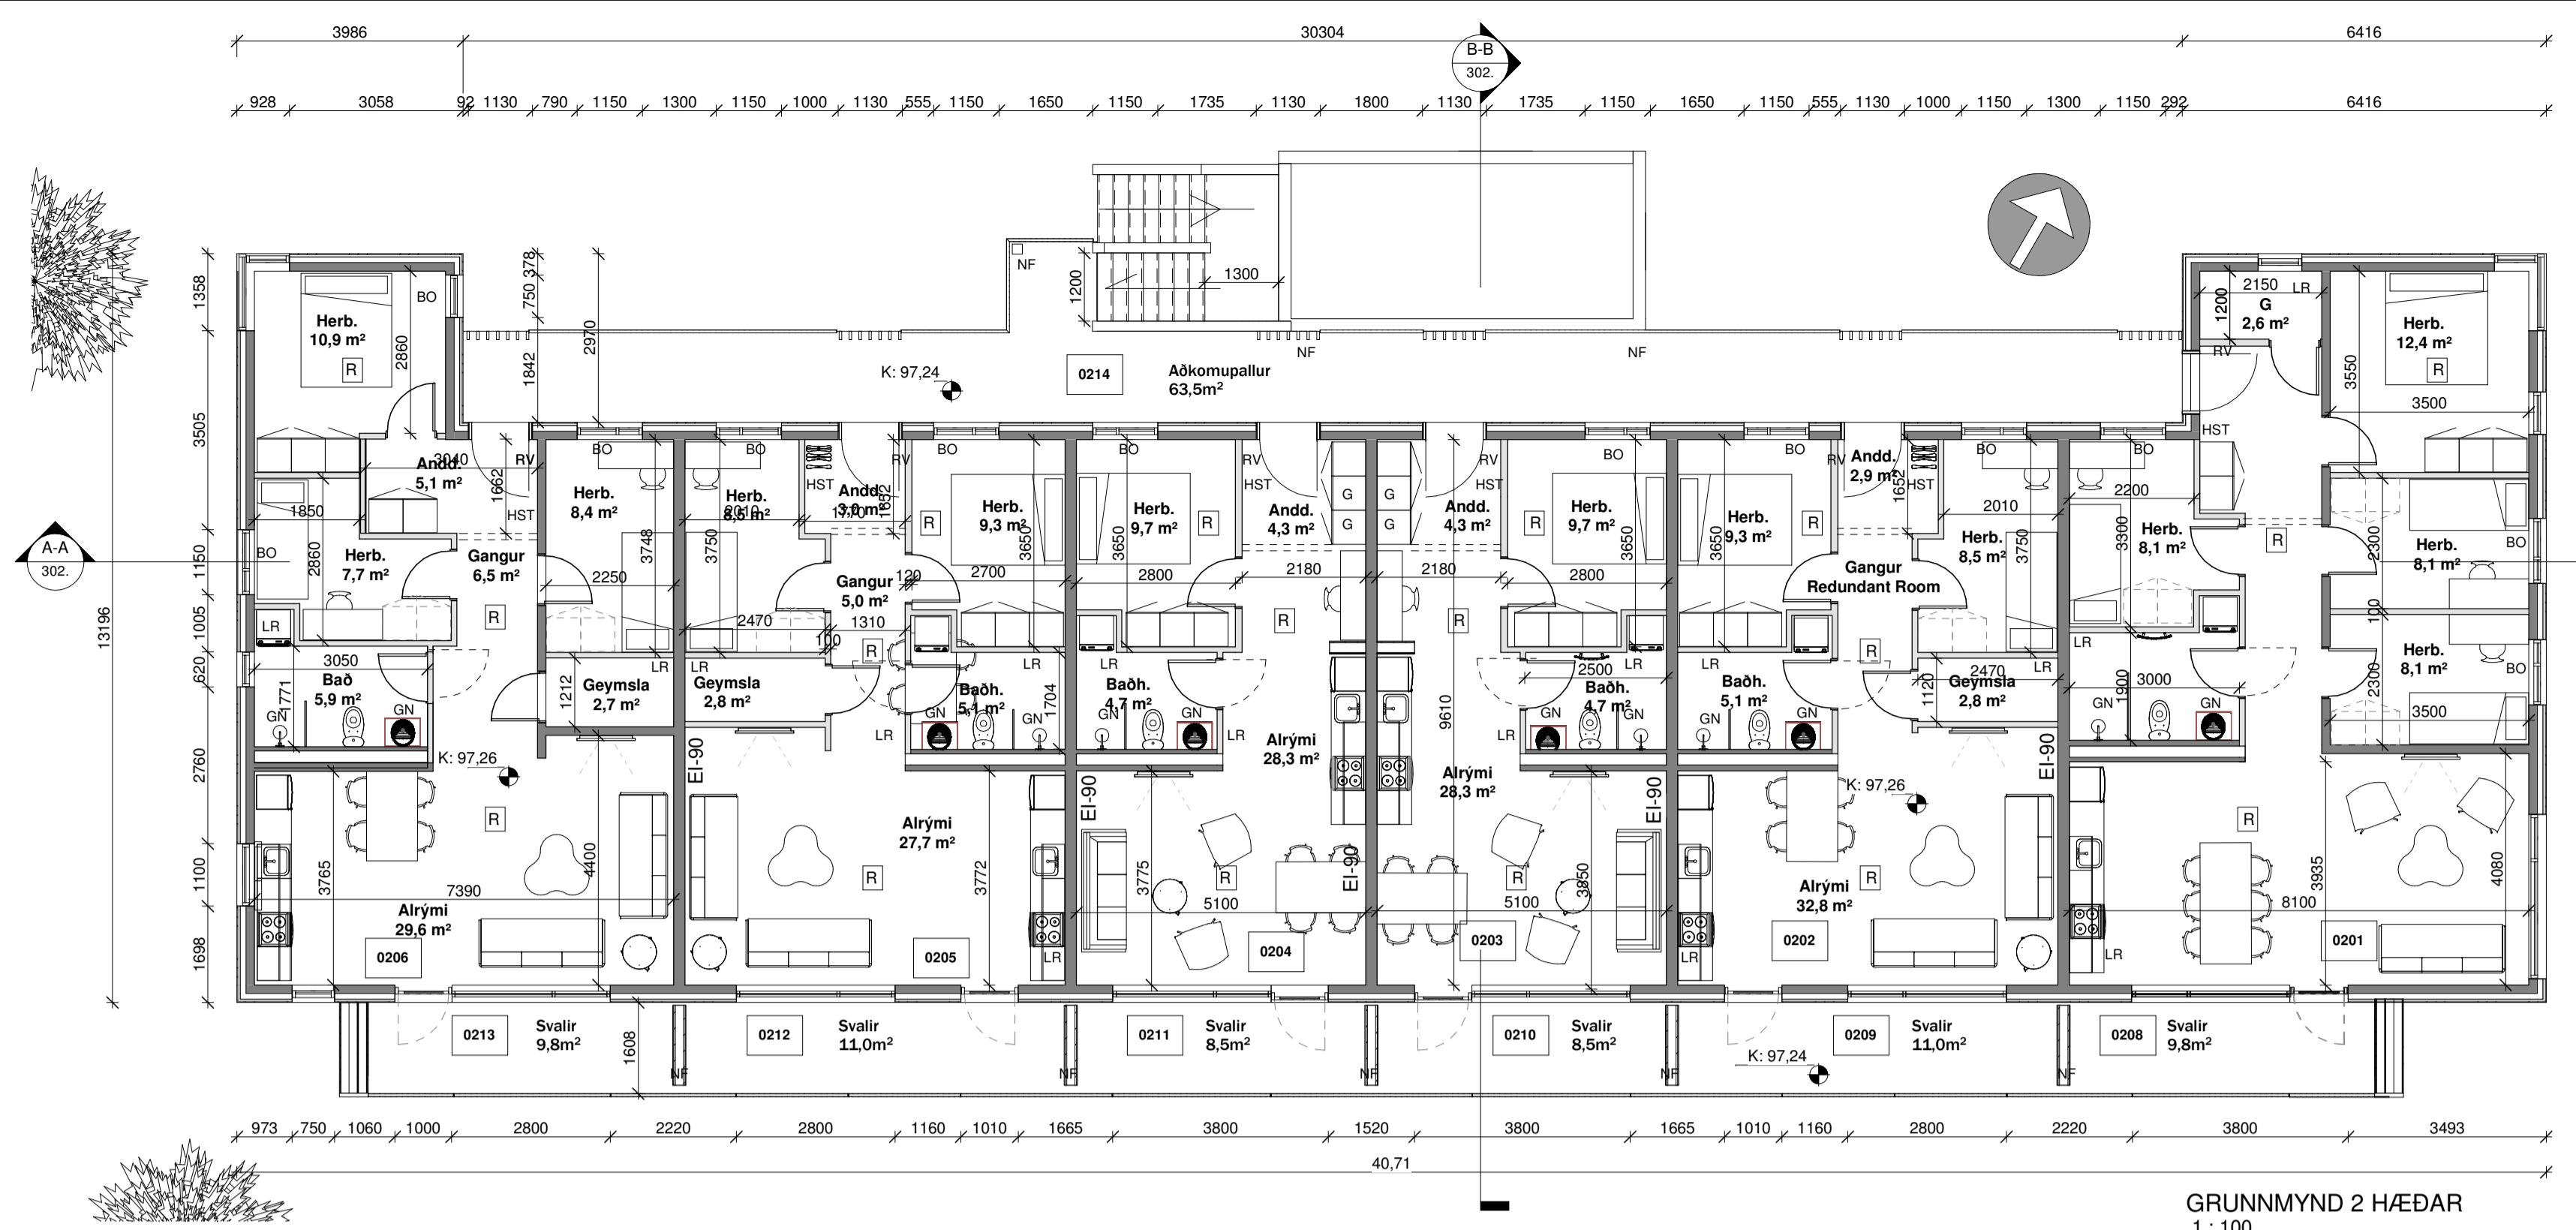 3986 30304 6416
B-B
302.
928 3058 92 1130 790 1150 1300 1150 1000 1130 555 1150 1650 1150 1735 1130 1800 1130 1735 1150 1650 1150 555 1130 1000 1150 1300 1150 292 6416
1358
3505
1150
1005
620
2760
1100
1698
13196
A-A
302.
378
750
1842
2970
NF
1200
1300
NF
NF
K: 97,24
0214
Aðkomupallur
63,5m²
Herb.
10,9 m²
R
BO
2860
3040
Andd.
5,1 m²
1662
RV
HST
1850
BO
2860
Herb.
7,7 m²
Gangur
6,5 m²
R
LR
3050
Bað
5,9 m²
1771
GN
GN
BO
Herb.
8,4 m²
3748
2250
LR
Geymsla
2,7 m²
1212
K: 97,26
R
3765
4400
7390
Alrými
29,6 m²
0206
BO
Herb.
8,5 m²
2010
3750
2470
HST
Andd.
3,0 m²
1770
1652
RV
Gangur
5,0 m²
120
1310
100
R
LR
Geymsla
2,8 m²
EI-90
BO
R
Herb.
9,3 m²
3650
2700
LR
Baðh.
5,1 m²
1704
GN
GN
LR
Alrými
27,7 m²
3772
R
0205
LR
BO
Herb.
9,7 m²
R
3650
2800
RV
HST
Andd.
4,3 m²
G
G
2180
R
LR
Baðh.
4,7 m²
GN
GN
LR
Alrými
28,3 m²
EI-90
3775
R
5100
EI-90
0204
G
G
RV
HST
Andd.
4,3 m²
2180
R
9610
BO
R
Herb.
9,7 m²
3650
2800
LR
2500
Baðh.
4,7 m²
GN
GN
LR
Alrými
28,3 m²
EI-90
3850
R
5100
0203
BO
R
Herb.
9,3 m²
3650
RV
Andd.
2,9 m²
1652
HST
Gangur
Redundant Room
R
BO
2010
Herb.
8,5 m²
3750
LR
Baðh.
5,1 m²
GN
GN
LR
2470
Geymsla
2,8 m²
1120
EI-90
K: 97,26
Alrými
32,8 m²
R
0202
LR
2150
LR
G
2,6 m²
1200
RV
HST
Herb.
12,4 m²
R
3550
3500
BO
2200
3300
Herb.
8,1 m²
R
2300
Herb.
8,1 m²
BO
100
LR
1900
3000
GN
GN
Herb.
8,1 m²
BO
2300
3500
R
3935
4080
8100
0201
LR
0213
Svalir
9,8m²
1608
NF
0212
Svalir
11,0m²
NF
0211
Svalir
8,5m²
NF
0210
Svalir
8,5m²
NF
K: 97,24
0209
Svalir
11,0m²
NF
0208
Svalir
9,8m²
973 750 1060 1000 2800 2220 2800 1160 1010 1665 3800 1520 3800 1665 1010 1160 2800 2220 3800 3493
40,71
GRUNNMYND 2 HÆÐAR
1 : 100